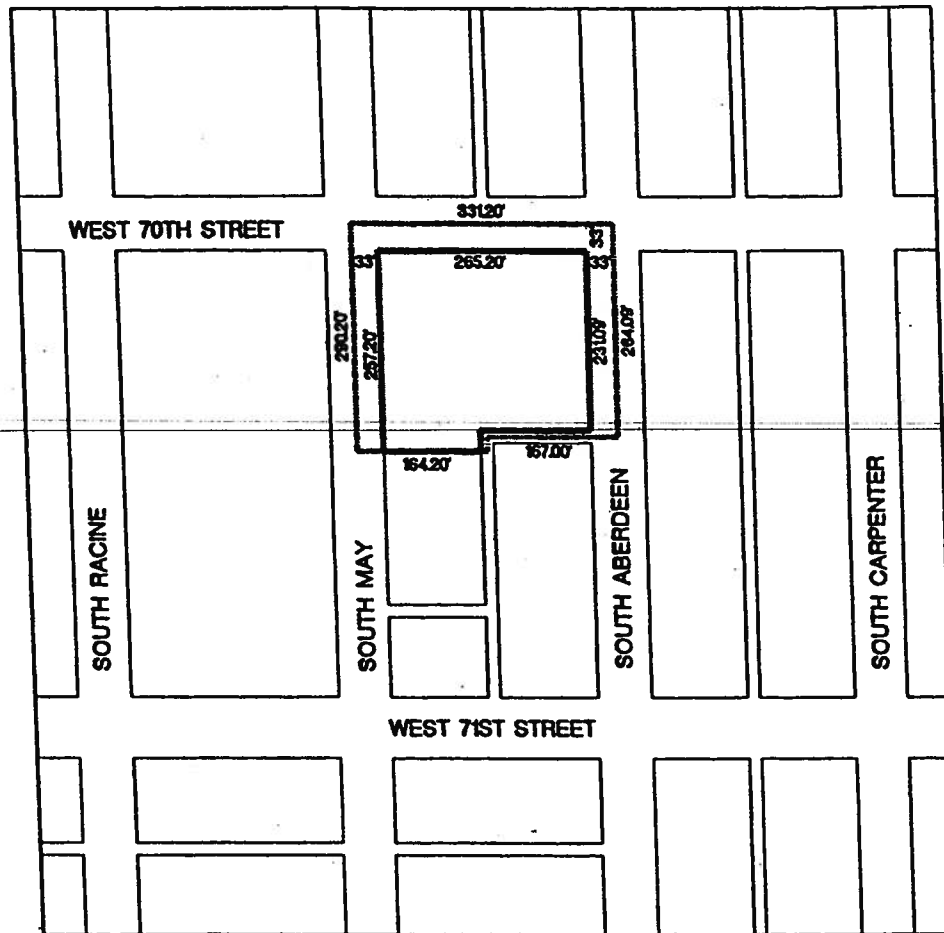 331.20'
WEST 70TH STREET
33'
33'
265.20'
33'
290.20'
257.20'
231.09'
264.09'
164.20'
167.00'
SOUTH RACINE
SOUTH MAY
SOUTH ABERDEEN
SOUTH CARPENTER
WEST 71ST STREET